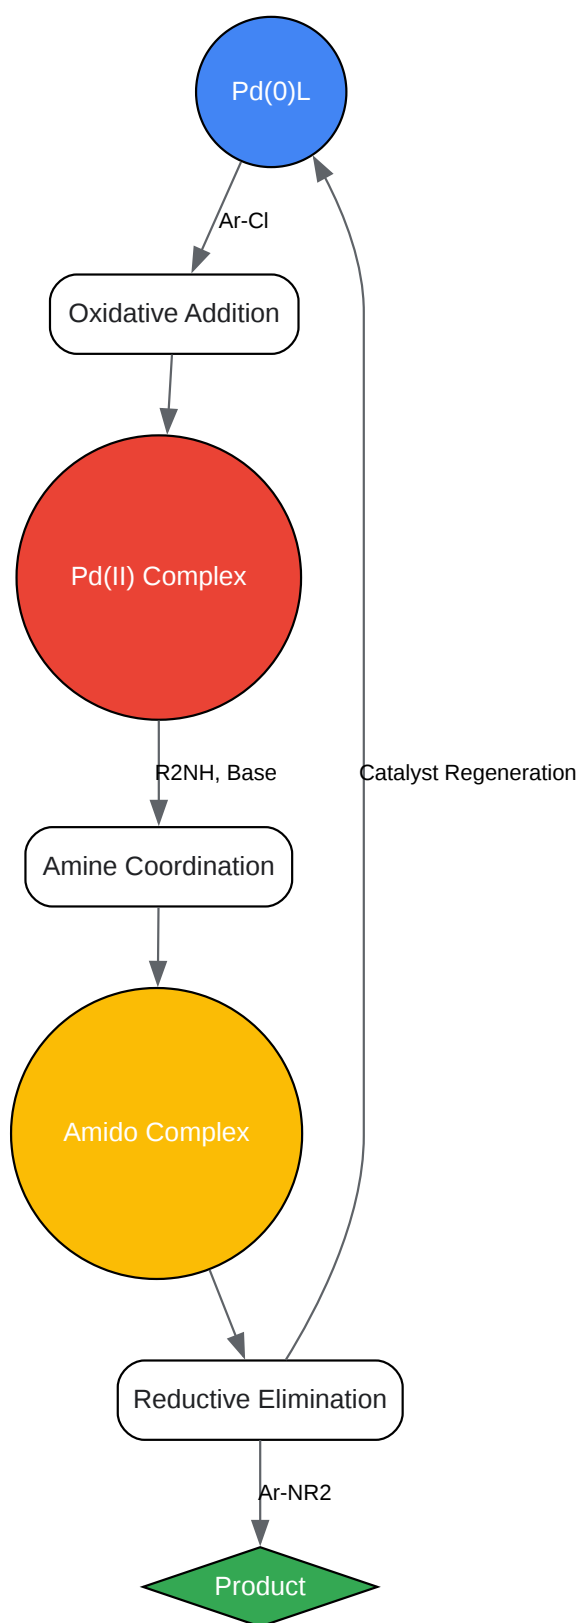 Pd(0)L
Ar-Cl
Oxidative Addition
Pd(II) Complex
R2NH, Base
Catalyst Regeneration
Amine Coordination
Amido Complex
Reductive Elimination
Ar-NR2
Product